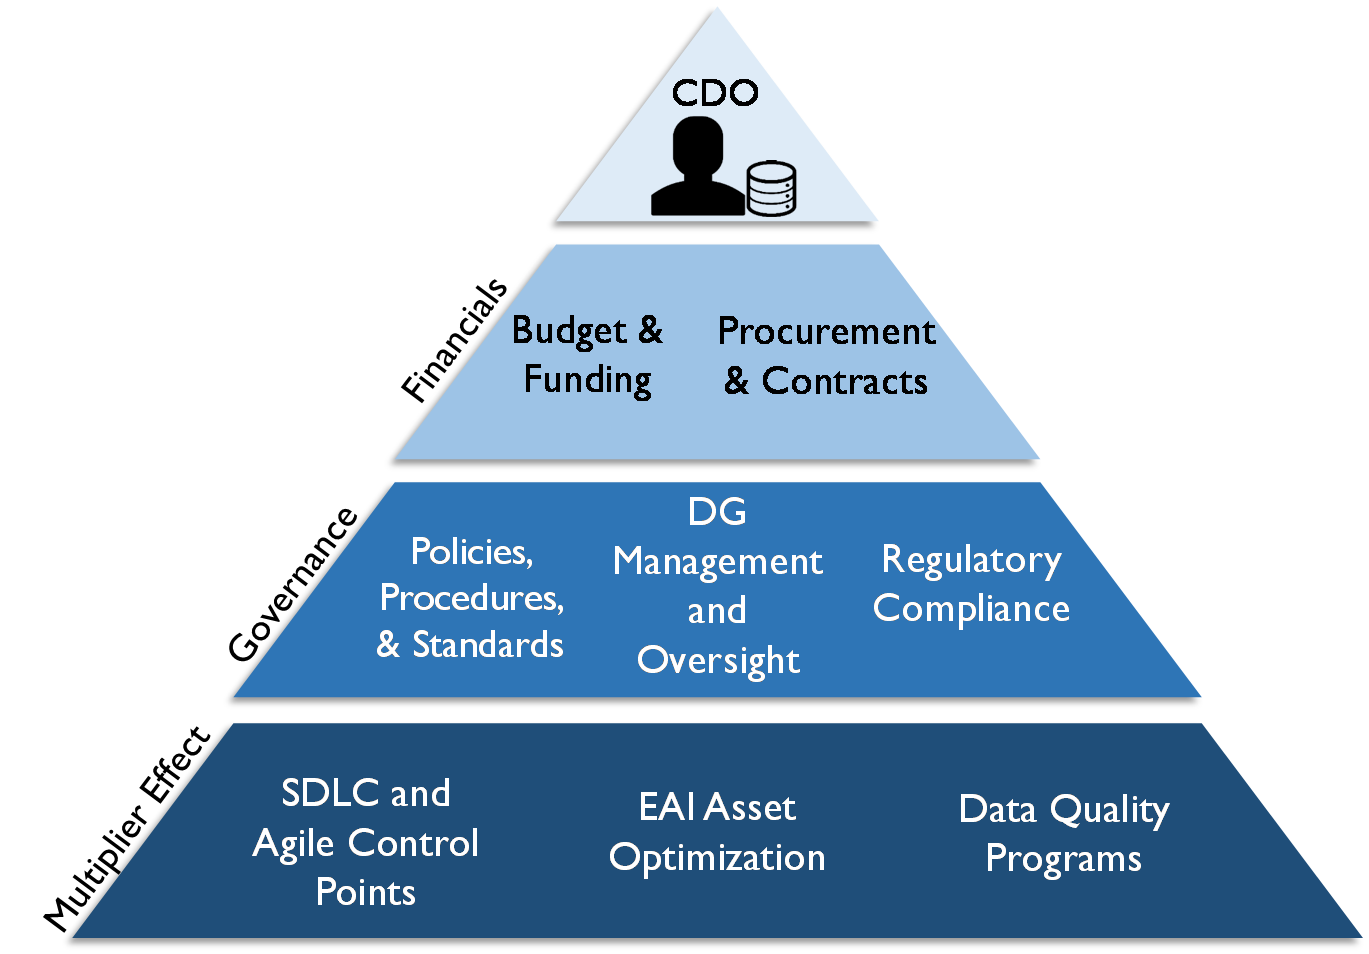 CDO
Financials
Budget &
Funding
Procurement
& Contracts
Governance
Policies,
Procedures,
& Standards
DG
Management
and
Oversight
Regulatory
Compliance
Multiplier Effect
SDLC and
Agile Control
Points
EAI Asset
Optimization
Data Quality
Programs